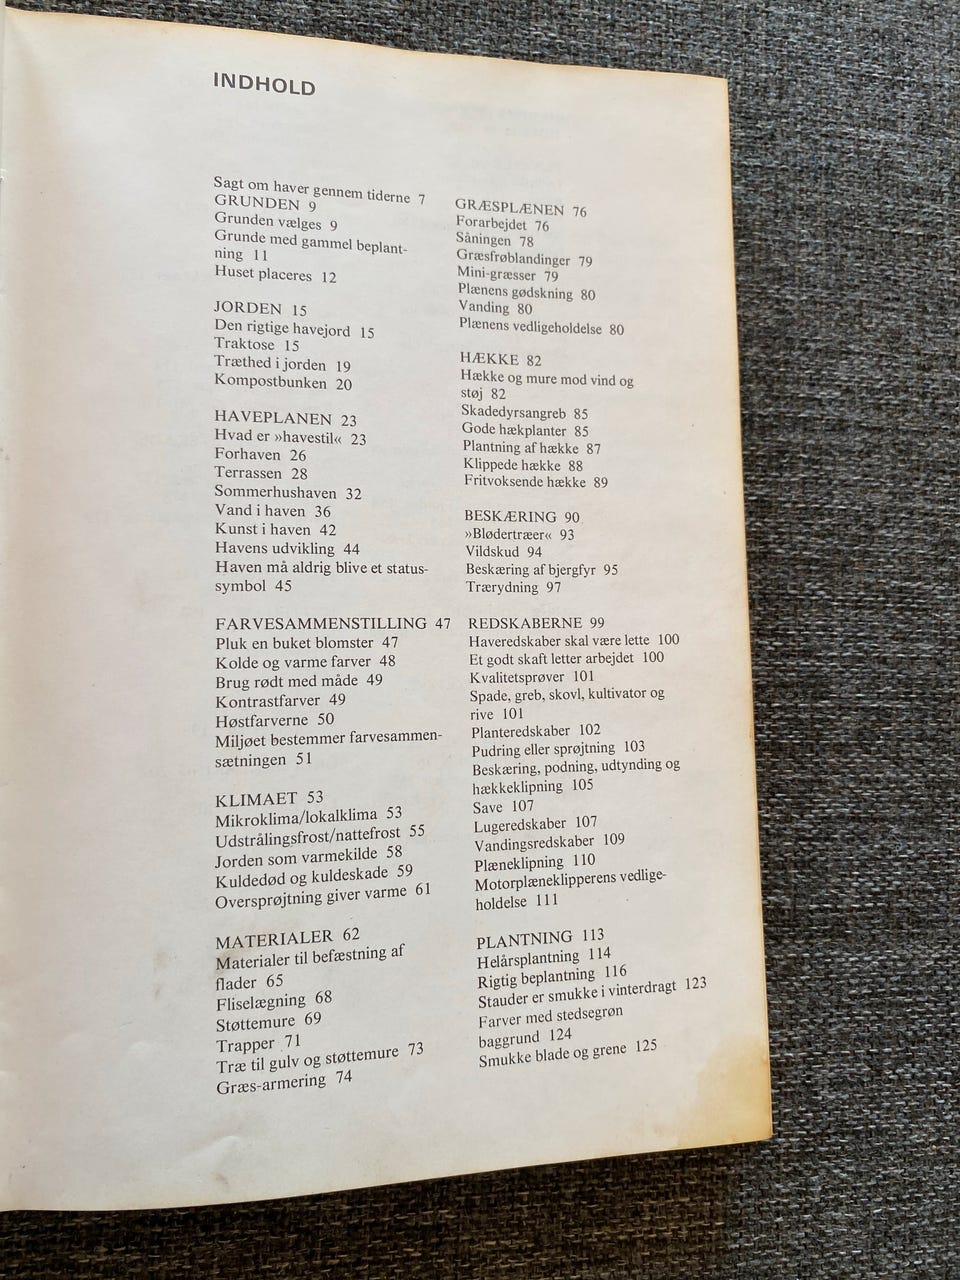 INDHOLD
Sagt om haver gennem tiderne 7
GRUNDEN 9
Grunden vælges 9
Grunde med gammel beplant-
ning 11
Huset placeres 12
JORDEN 15
Den rigtige havejord 15
Traktose 15
Træthed i jorden 19
Kompostbunken 20
HAVEPLANEN 23
Hvad er »havestil« 23
Forhaven 26
Terrassen 28
Sommerhushaven 32
Vand i haven 36
Kunst i haven 42
Havens udvikling 44
Haven må aldrig blive et status-
symbol 45
FARVESAMMENSTILLING 47
Pluk en buket blomster 47
Kolde og varme farver 48
Brug rødt med måde 49
Kontrastfarver 49
Høstfarverne 50
Miljøet bestemmer farvesammen-
sætningen 51
KLIMAET 53
Mikroklima/lokalklima 53
Udstrålingsfrost/nattefrost 55
Jorden som varmekilde 58
Kuldedød og kuldeskade 59
Oversprøjtning giver varme 61
MATERIALER 62
Materialer til befæstning af
flader 65
Fliselægning 68
Støttemure 69
Trapper 71
Træ til gulv og støttemure 73
Græs-armering 74
GRÆSPLÆNEN 76
Forarbejdet 76
Såningen 78
Græsfrøblandinger 79
Mini-græsser 79
Plænens gødskning 80
Vanding 80
Plænens vedligeholdelse 80
HÆKKE 82
Hække og mure mod vind og
støj 82
Skadedyrsangreb 85
Gode hækplanter 85
Plantning af hække 87
Klippede hække 88
Fritvoksende hække 89
BESKÆRING 90
»Blødertræer« 93
Vildskud 94
Beskæring af bjergfyr 95
Trærydning 97
REDSKABERNE 99
Haveredskaber skal være lette 100
Et godt skaft letter arbejdet 100
Kvalitetsprøver 101
Spade, greb, skovl, kultivator og
rive 101
Planteredskaber 102
Pudring eller sprøjtning 103
Beskæring, podning, udtynding og
hækkeklipning 105
Save 107
Lugeredskaber 107
Vandingsredskaber 109
Plæneklipning 110
Motorplæneklipperens vedlige-
holdelse 111
PLANTNING 113
Helårsplantning 114
Rigtig beplantning 116
Stauder er smukke i vinterdragt 123
Farver med stedsegrøn
baggrund 124
Smukke blade og grene 125